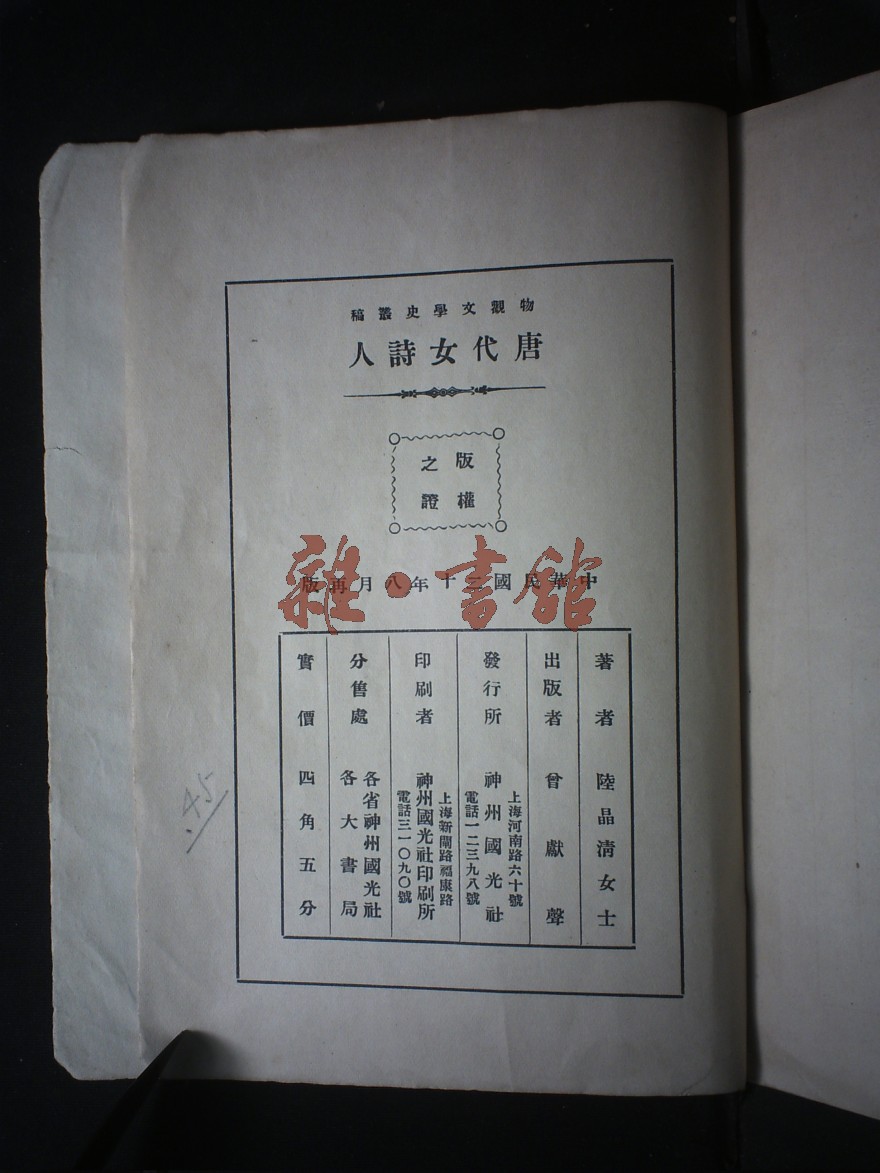 物觀文學史叢稿
唐代女詩人
版權
之證
中華民國二十年八月再版
雜·書館
著者 陸晶清女士
出版者 曾獻聲
發行所 神州國光社
上海河南路六十號
電話一二三九八號
印刷者 神州國光社印刷所
上海新閘路福康路
電話三一〇九〇號
分售處 各省神州國光社
各大書局
實價四角五分
.45